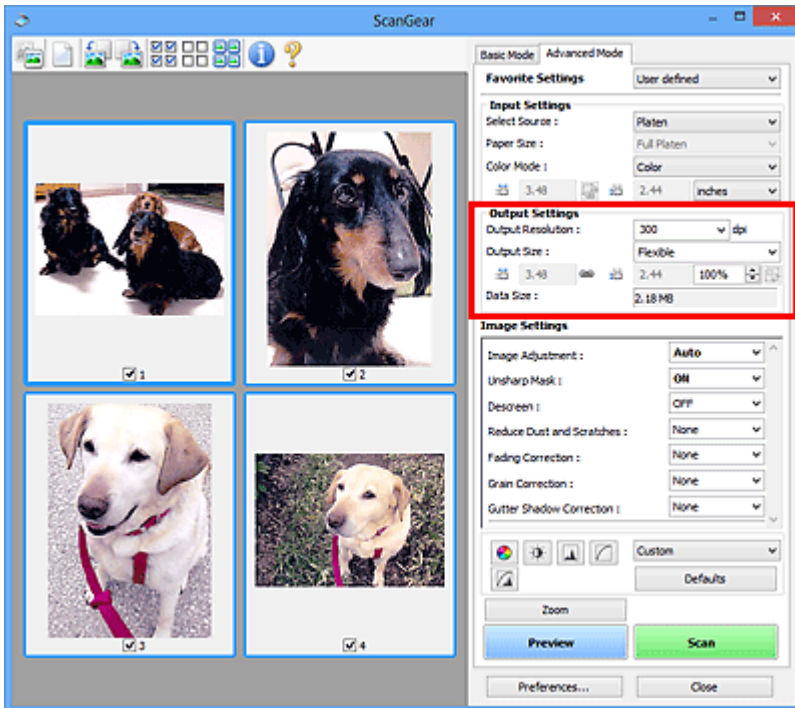 ScanGear
Basic Mode Advanced Mode
Favorite Settings User defined
Input Settings
Select Source : Platen
Paper Size : Full Platen
Color Mode : Color
3.48 2.44 inches
Output Settings
Output Resolution : 300 dpi
Output Size : Flexible
3.48 2.44 100%
Data Size : 2.18 MB
Image Settings
Image Adjustment : Auto
Unsharp Mask : ON
Descreen : OFF
Reduce Dust and Scratches : None
Fading Correction : None
Grain Correction : None
Gutter Shadow Correction : None
Custom
Defaults
Zoom
Preview Scan
Preferences... Close
1
2
3
4